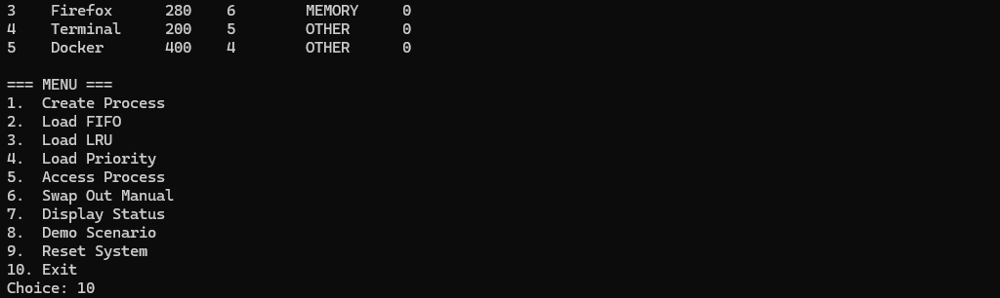 3    Firefox      280    6        MEMORY     0
4    Terminal     200    5        OTHER      0
5    Docker       400    4        OTHER      0
=== MENU ===
1.  Create Process
2.  Load FIFO
3.  Load LRU
4.  Load Priority
5.  Access Process
6.  Swap Out Manual
7.  Display Status
8.  Demo Scenario
9.  Reset System
10. Exit
Choice: 10